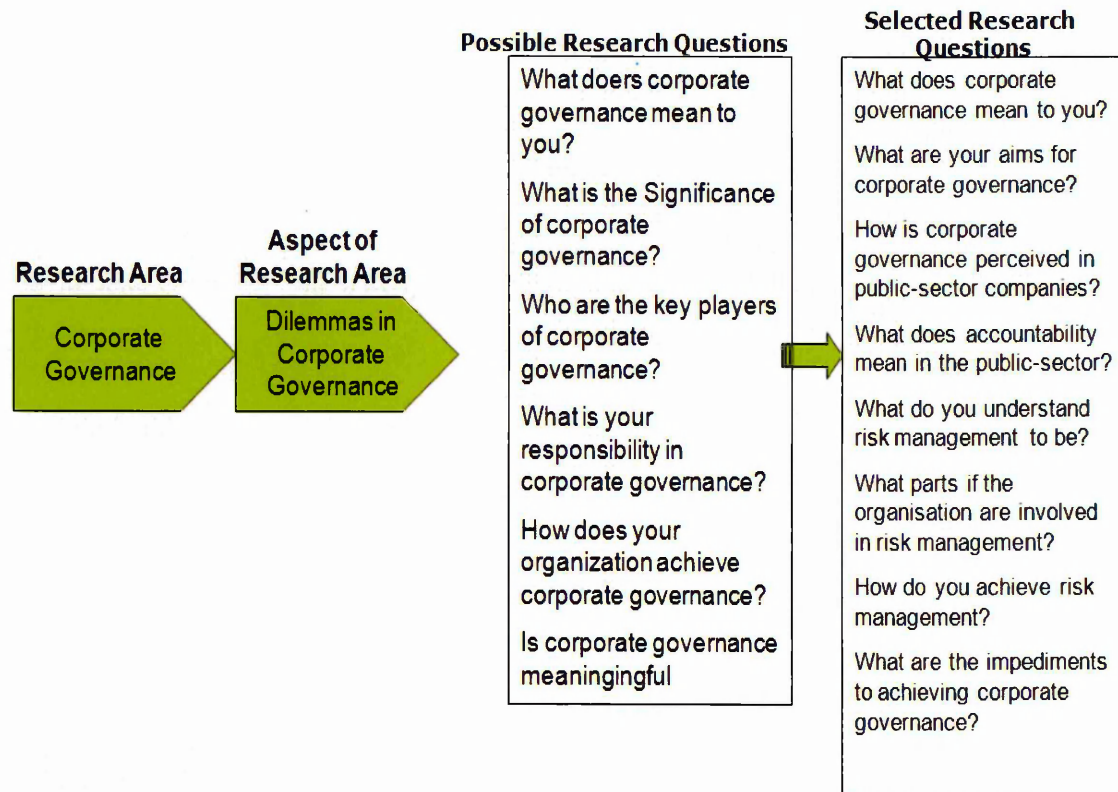 Research Area
Corporate
Governance
Aspect of
Research Area
Dilemmas in
Corporate
Governance
Possible Research Questions
What doers corporate
governance mean to
you?
What is the Significance
of corporate
governance?
Who are the key players
of corporate
governance?
What is your
responsibility in
corporate governance?
How does your
organization achieve
corporate governance?
Is corporate governance
meaningingful
Selected Research
Questions
What does corporate
governance mean to you?
What are your aims for
corporate governance?
How is corporate
governance perceived in
public-sector companies?
What does accountability
mean in the public-sector?
What do you understand
risk management to be?
What parts if the
organisation are involved
in risk management?
How do you achieve risk
management?
What are the impediments
to achieving corporate
governance?